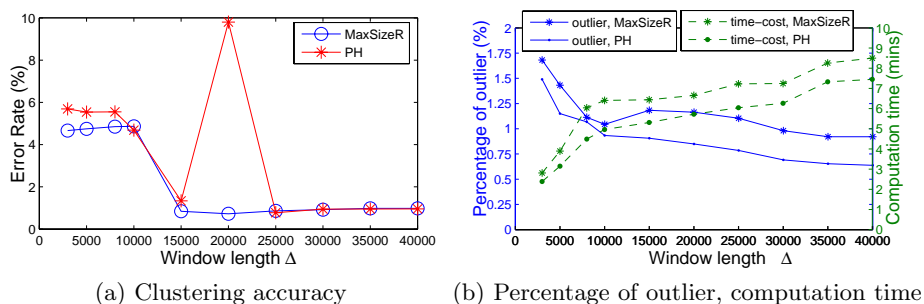 10
8
6
4
2
0
Error Rate (%)
MaxSizeR
PH
0 5000 10000 15000 20000 25000 30000 35000 40000
Window length Δ
(a) Clustering accuracy
2
1.75
1.5
1.25
1
0.75
0.5
0.25
0
Percentage of outlier (%)
outlier, MaxSizeR
outlier, PH
time-cost, MaxSizeR
time-cost, PH
10
9
8
7
6
5
4
3
2
1
0
Computation time (mins)
0 5000 10000 15000 20000 25000 30000 35000 40000
Window length Δ
(b) Percentage of outlier, computation time